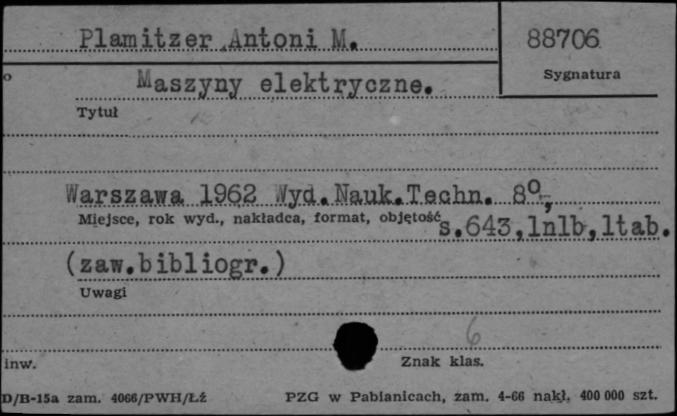 Plamitzer Antoni M.
88706
Sygnatura
Maszyny elektryczne.
Tytuł
Warszawa 1962 Wyd.Nauk.Techn. 8º,
Miejsce, rok wyd., nakładca, format, objętość
s.643,1nlb,1tab.
(zaw.bibliogr.)
Uwagi
6
inw.
Znak klas.
D/B-15a zam. 4066/PWH/Łż
PZG w Pabianicach, zam. 4-66 nakł. 400 000 szt.